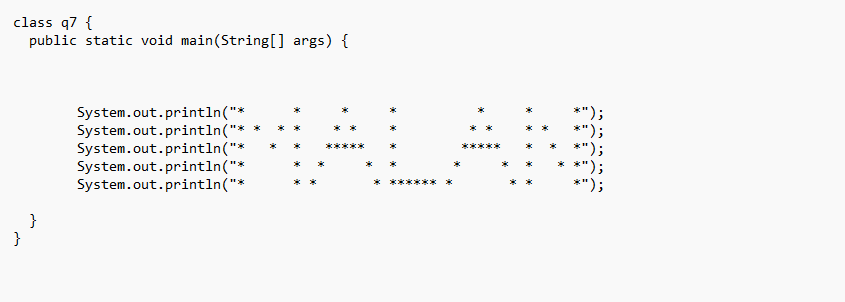 class q7 {
  public static void main(String[] args) {
        System.out.println("*      *     *     *          *     *     *");
        System.out.println("* *  * *    * *    *         * *    * *   *");
        System.out.println("*   *  *   *****   *        *****   *  *  *");
        System.out.println("*      *  *     *  *       *     *  *   * *");
        System.out.println("*      * *       * ****** *       * *     *");
  }
}